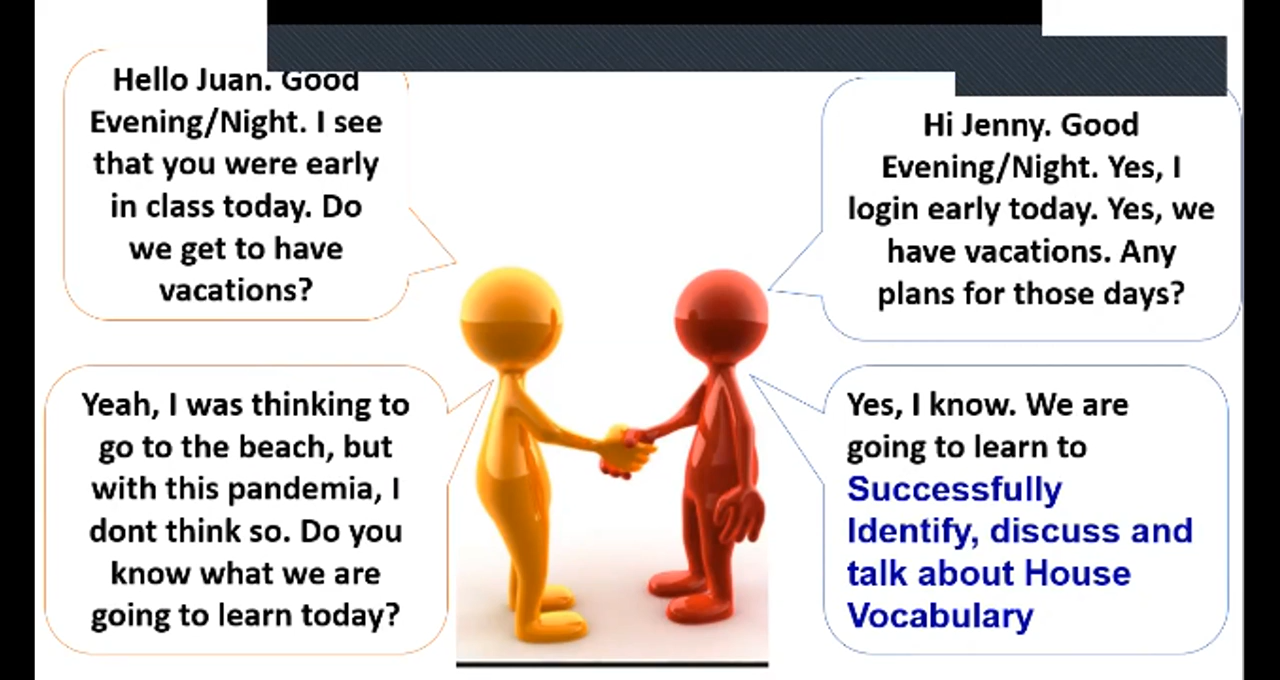 Hello Juan. Good
Evening/Night. I see
that you were early
in class today. Do
we get to have
vacations?
Hi Jenny. Good
Evening/Night. Yes, I
login early today. Yes, we
have vacations. Any
plans for those days?
Yeah, I was thinking to
go to the beach, but
with this pandemia, I
dont think so. Do you
know what we are
going to learn today?
Yes, I know. We are
going to learn to
Successfully
Identify, discuss and
talk about House
Vocabulary